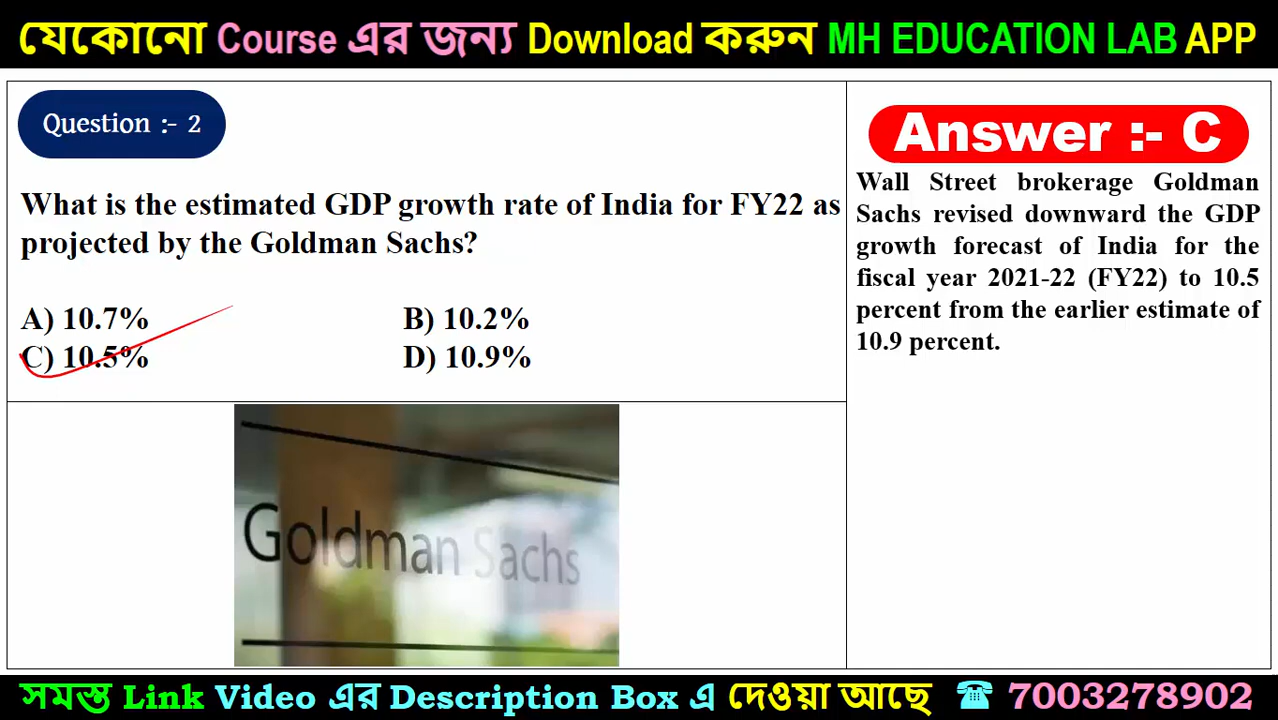 যেকোনো Course এর জন্য Download করুন MH EDUCATION LAB APP
Question :- 2
What is the estimated GDP growth rate of India for FY22 as
projected by the Goldman Sachs?
A) 10.7% B) 10.2%
C) 10.5% D) 10.9%
Goldman Sachs
Answer :- C
Wall Street brokerage Goldman
Sachs revised downward the GDP
growth forecast of India for the
fiscal year 2021-22 (FY22) to 10.5
percent from the earlier estimate of
10.9 percent.
সমস্ত Link Video এর Description Box এ দেওয়া আছে ☎ 7003278902